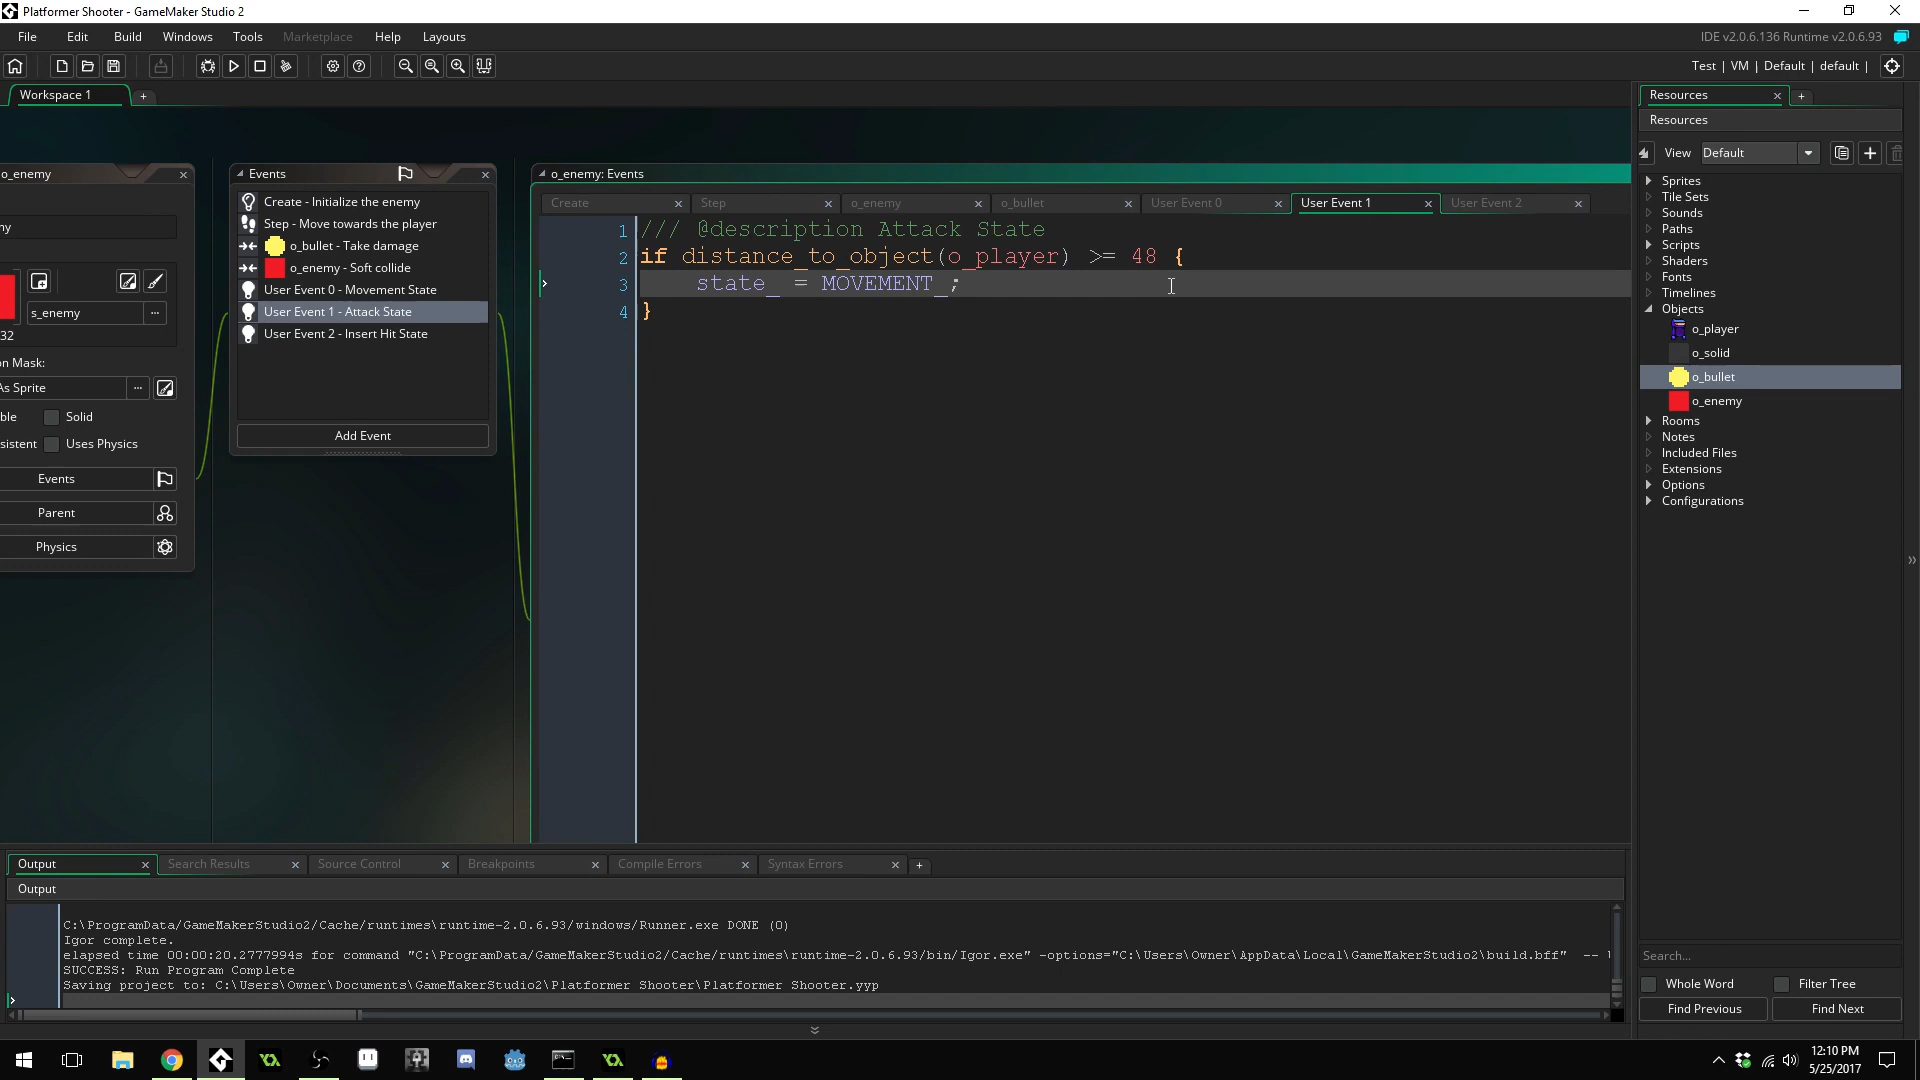 Platformer Shooter - GameMaker Studio 2
File Edit Build Windows Tools Marketplace Help Layouts
IDE v2.0.6.136 Runtime v2.0.6.93
Test | VM | Default | default |
Workspace 1
o_enemy
my
s_enemy
32
on Mask:
As Sprite
ble Solid
sistent Uses Physics
Events
Parent
Physics
Events
Create - Initialize the enemy
Step - Move towards the player
o_bullet - Take damage
o_enemy - Soft collide
User Event 0 - Movement State
User Event 1 - Attack State
User Event 2 - Insert Hit State
Add Event
o_enemy: Events
Create Step o_enemy o_bullet User Event 0 User Event 1 User Event 2
1 /// @description Attack State
2 if distance_to_object(o_player) >= 48 {
3 state_ = MOVEMENT_;
4 }
Resources
Resources
View Default
Sprites
Tile Sets
Sounds
Paths
Scripts
Shaders
Fonts
Timelines
Objects
o_player
o_solid
o_bullet
o_enemy
Rooms
Notes
Included Files
Extensions
Options
Configurations
Search...
Whole Word Filter Tree
Find Previous Find Next
Output Search Results Source Control Breakpoints Compile Errors Syntax Errors
Output
C:\ProgramData/GameMakerStudio2/Cache/runtimes\runtime-2.0.6.93/windows/Runner.exe DONE (0)
Igor complete.
elapsed time 00:00:20.2777994s for command "C:\ProgramData/GameMakerStudio2/Cache/runtimes\runtime-2.0.6.93/bin/Igor.exe" -options="C:\Users\Owner\AppData\Local\GameMakerStudio2\build.bff" --
SUCCESS: Run Program Complete
Saving project to: C:\Users\Owner\Documents\GameMakerStudio2\Platformer Shooter\Platformer Shooter.yyp
12:10 PM
5/25/2017